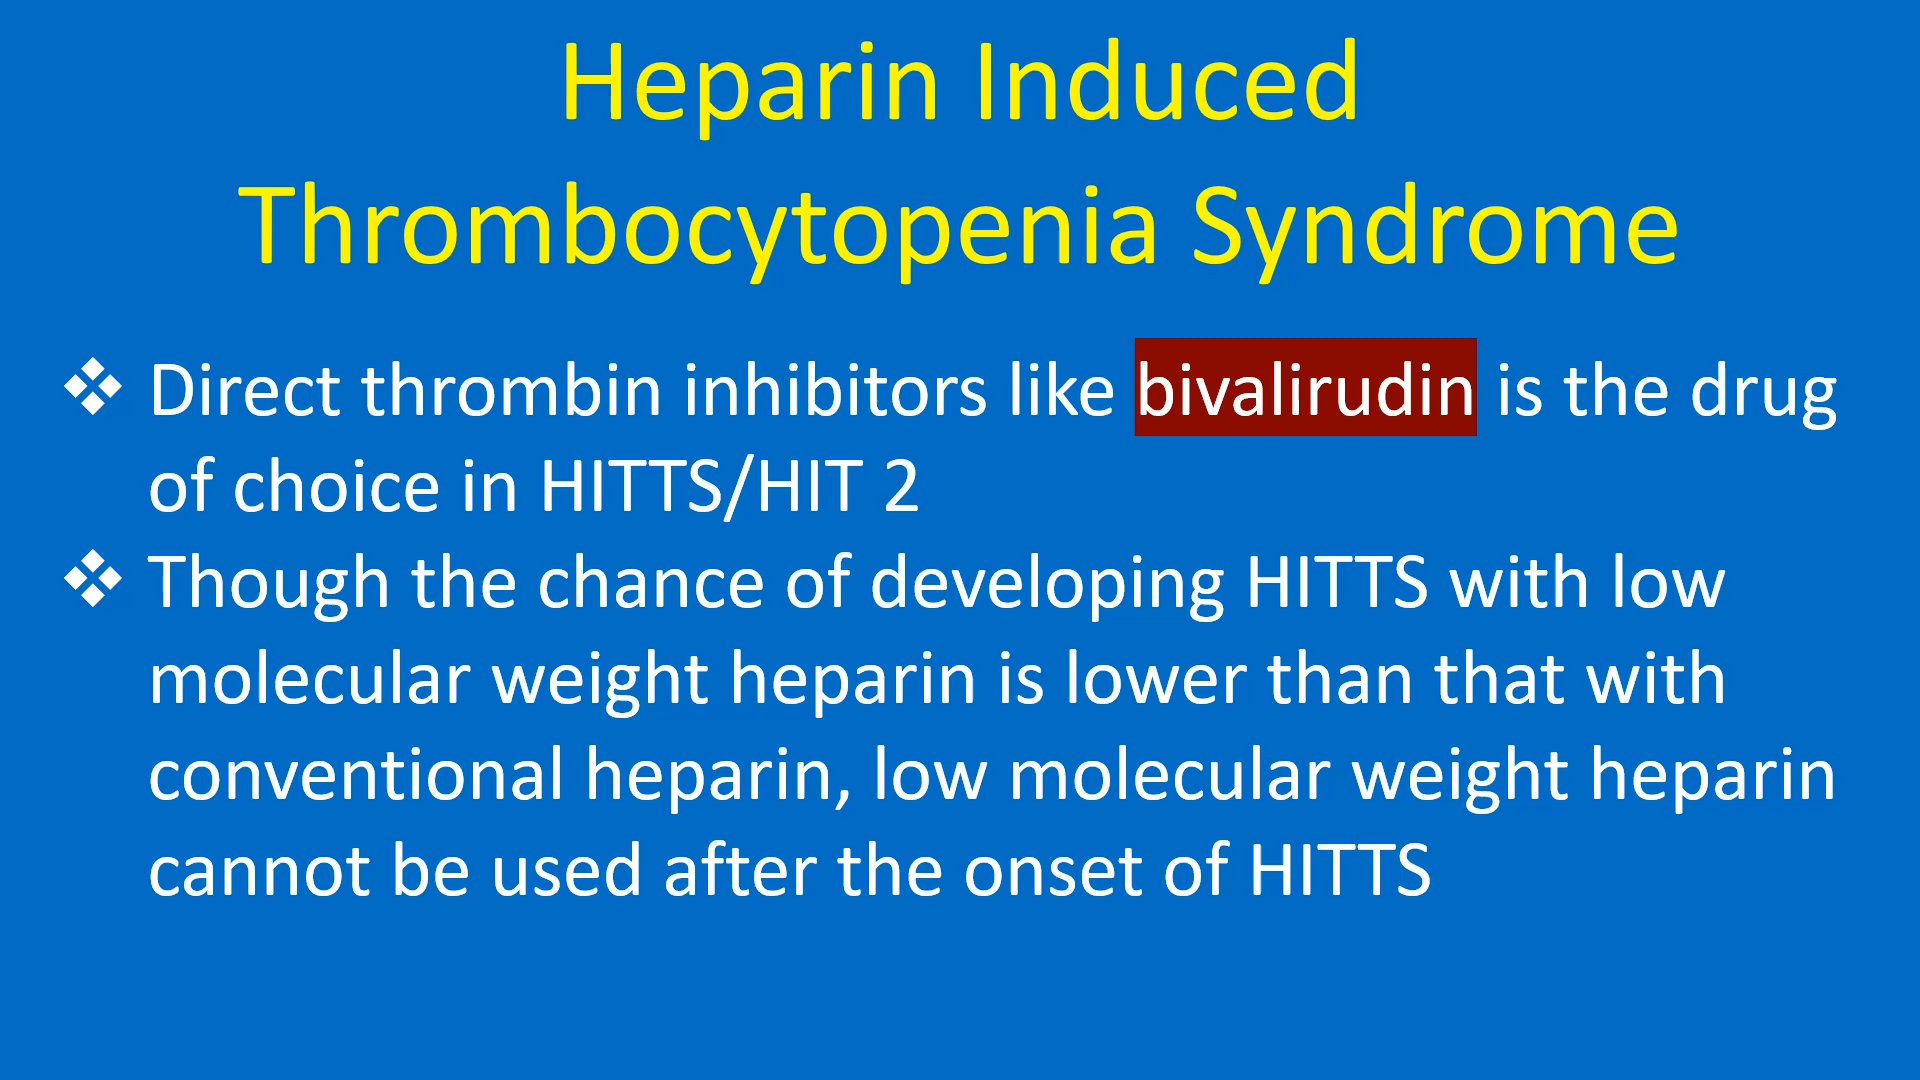 Heparin Induced
Thrombocytopenia Syndrome
❖ Direct thrombin inhibitors like bivalirudin is the drug
of choice in HITTS/HIT 2
❖ Though the chance of developing HITTS with low
molecular weight heparin is lower than that with
conventional heparin, low molecular weight heparin
cannot be used after the onset of HITTS